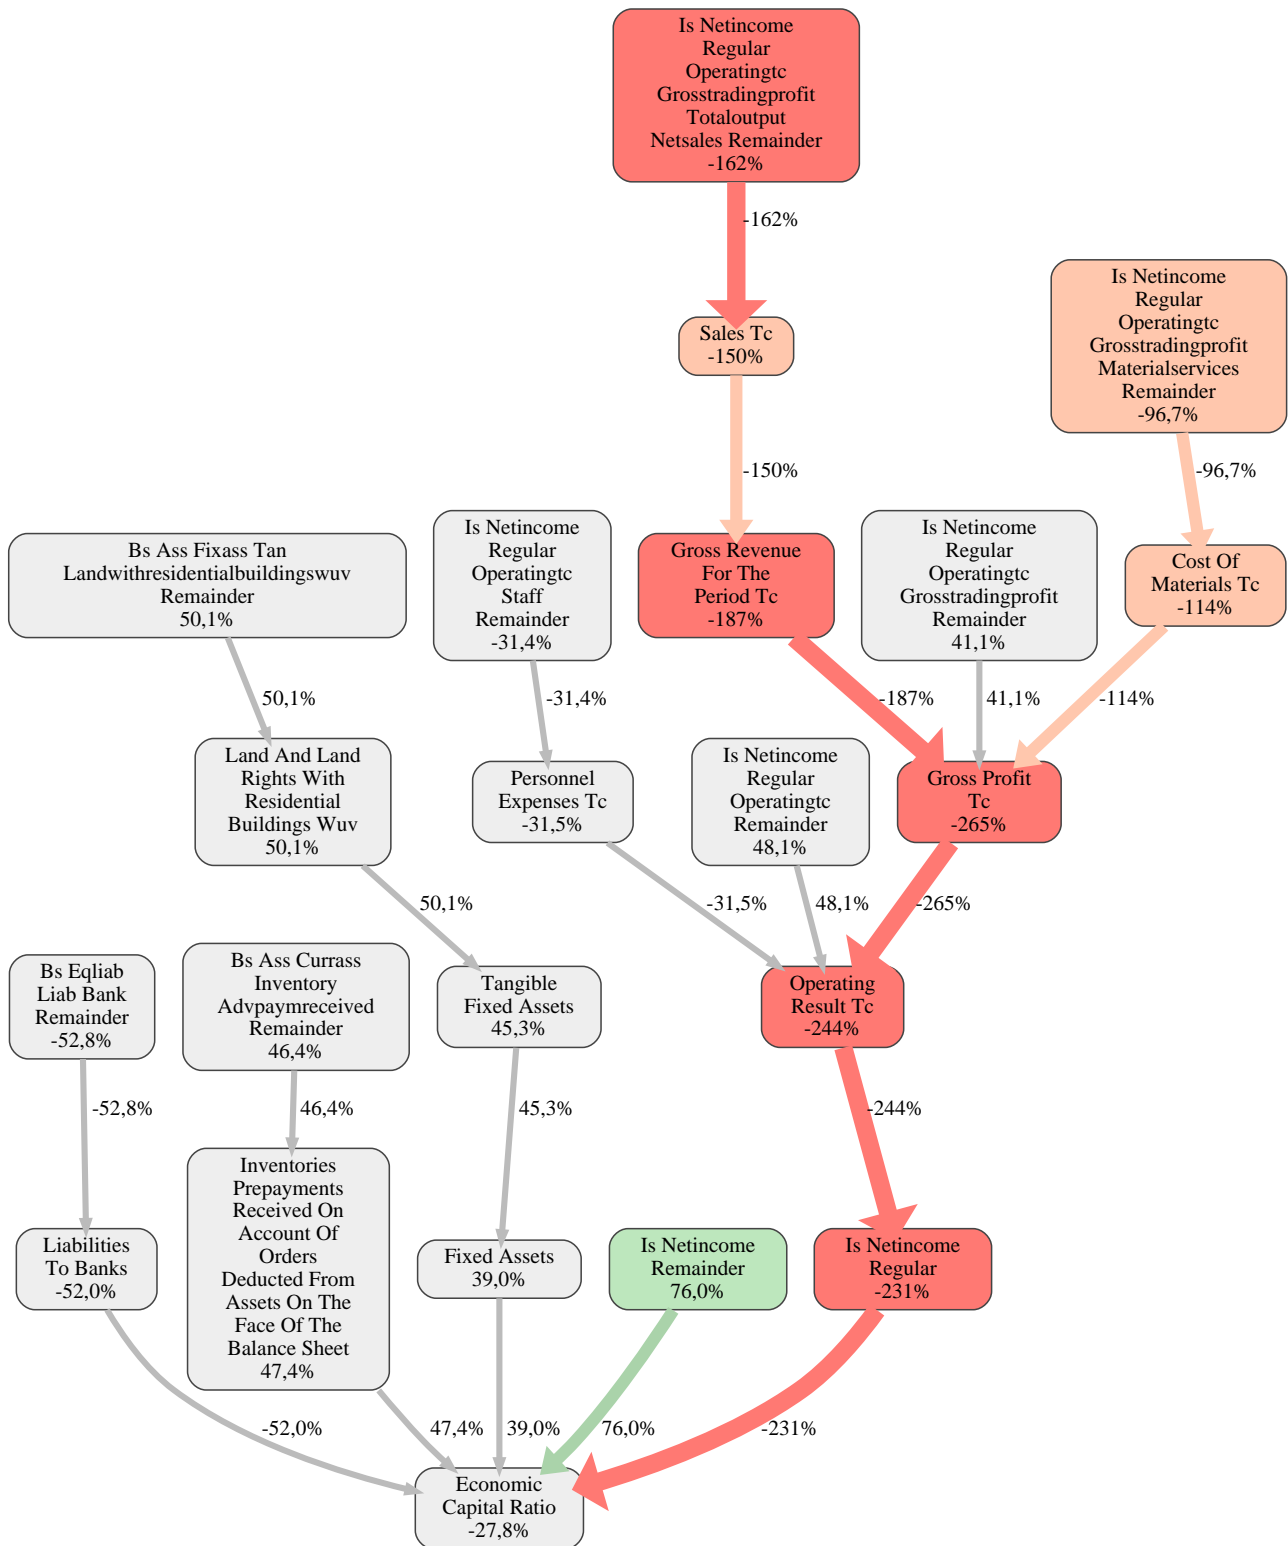 Is Netincome
Regular
Operatingtc
Grosstradingprofit
Totaloutput
Netsales Remainder
-162%
-162%
Is Netincome
Regular
Operatingtc
Grosstradingprofit
Materialservices
Remainder
-96,7%
Sales Tc
-150%
-150%
-96,7%
Bs Ass Fixass Tan
Landwithresidentialbuildingswuv
Remainder
50,1%
Is Netincome
Regular
Operatingtc
Staff
Remainder
-31,4%
Gross Revenue
For The
Period Tc
-187%
Is Netincome
Regular
Operatingtc
Grosstradingprofit
Remainder
41,1%
Cost Of
Materials Tc
-114%
50,1%
-31,4%
-187%
41,1%
-114%
Land And Land
Rights With
Residential
Buildings Wuv
50,1%
Personnel
Expenses Tc
-31,5%
Is Netincome
Regular
Operatingtc
Remainder
48,1%
Gross Profit
Tc
-265%
50,1%
-31,5%
48,1%
-265%
Bs Eqliab
Liab Bank
Remainder
-52,8%
Bs Ass Currass
Inventory
Advpaymreceived
Remainder
46,4%
Tangible
Fixed Assets
45,3%
Operating
Result Tc
-244%
-52,8%
46,4%
45,3%
-244%
Liabilities
To Banks
-52,0%
Inventories
Prepayments
Received On
Account Of
Orders
Deducted From
Assets On The
Face Of The
Balance Sheet
47,4%
Fixed Assets
39,0%
Is Netincome
Remainder
76,0%
Is Netincome
Regular
-231%
-52,0%
47,4%
39,0%
76,0%
-231%
Economic
Capital Ratio
-27,8%